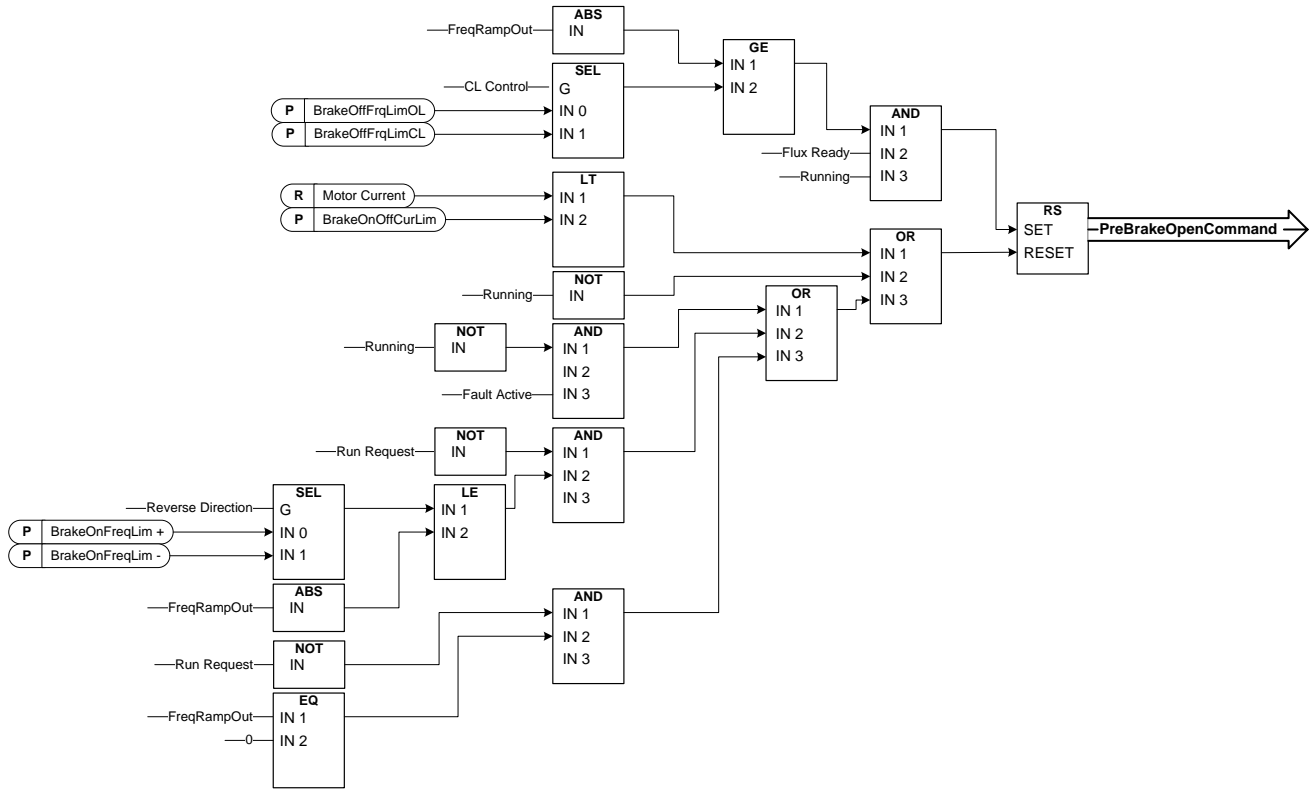 ABS
FreqRampOut
IN
GE
IN 1
IN 2
SEL
CL Control
G
P BrakeOffFrqLimOL
IN 0
P BrakeOffFrqLimCL
IN 1
AND
IN 1
Flux Ready
IN 2
Running
IN 3
LT
R Motor Current
IN 1
P BrakeOnOffCurLim
IN 2
RS
SET
PreBrakeOpenCommand
RESET
OR
IN 1
IN 2
IN 3
NOT
Running
IN
OR
IN 1
IN 2
IN 3
NOT
Running
IN
AND
IN 1
IN 2
Fault Active
IN 3
NOT
Run Request
IN
AND
IN 1
IN 2
IN 3
SEL
Reverse Direction
G
P BrakeOnFreqLim +
IN 0
P BrakeOnFreqLim -
IN 1
LE
IN 1
IN 2
ABS
FreqRampOut
IN
AND
IN 1
IN 2
IN 3
NOT
Run Request
IN
EQ
FreqRampOut
IN 1
0
IN 2